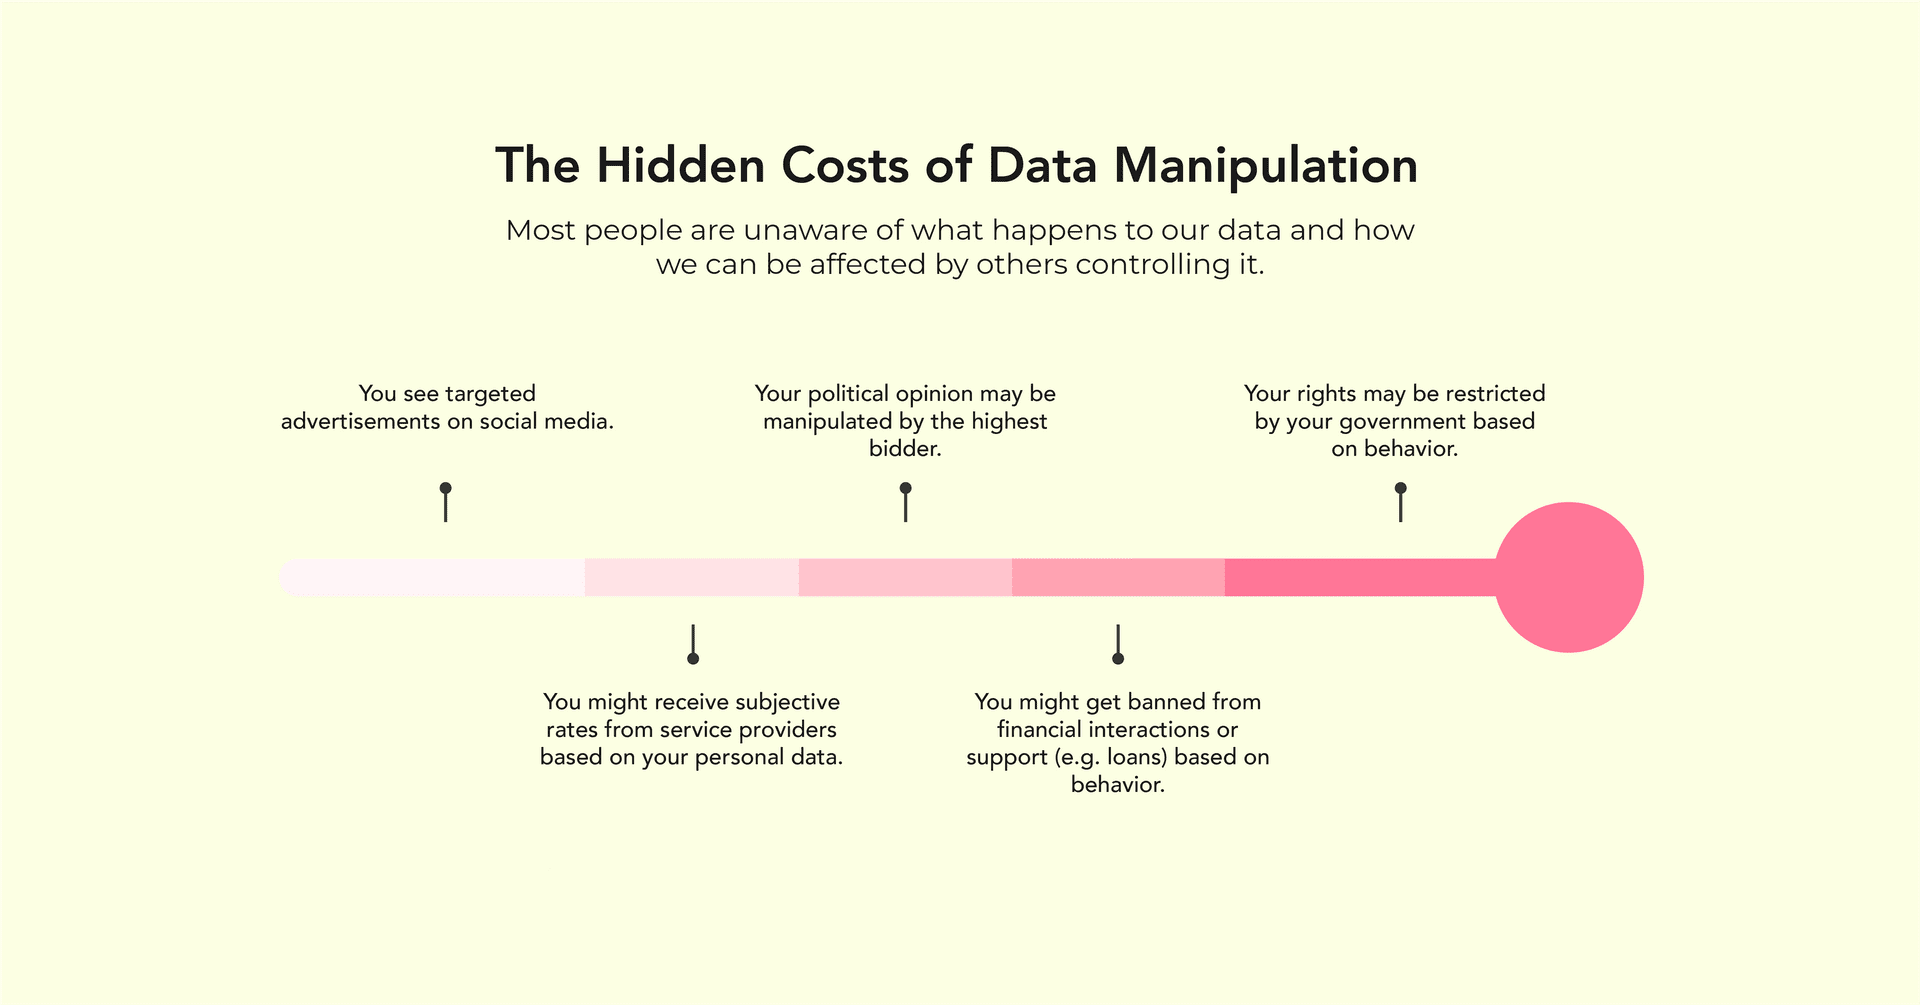 The Hidden Costs of Data Manipulation
Most people are unaware of what happens to our data and how
we can be affected by others controlling it.
You see targeted
advertisements on social media.
Your political opinion may be
manipulated by the highest
bidder.
Your rights may be restricted
by your government based
on behavior.
You might receive subjective
rates from service providers
based on your personal data.
You might get banned from
financial interactions or
support (e.g. loans) based on
behavior.